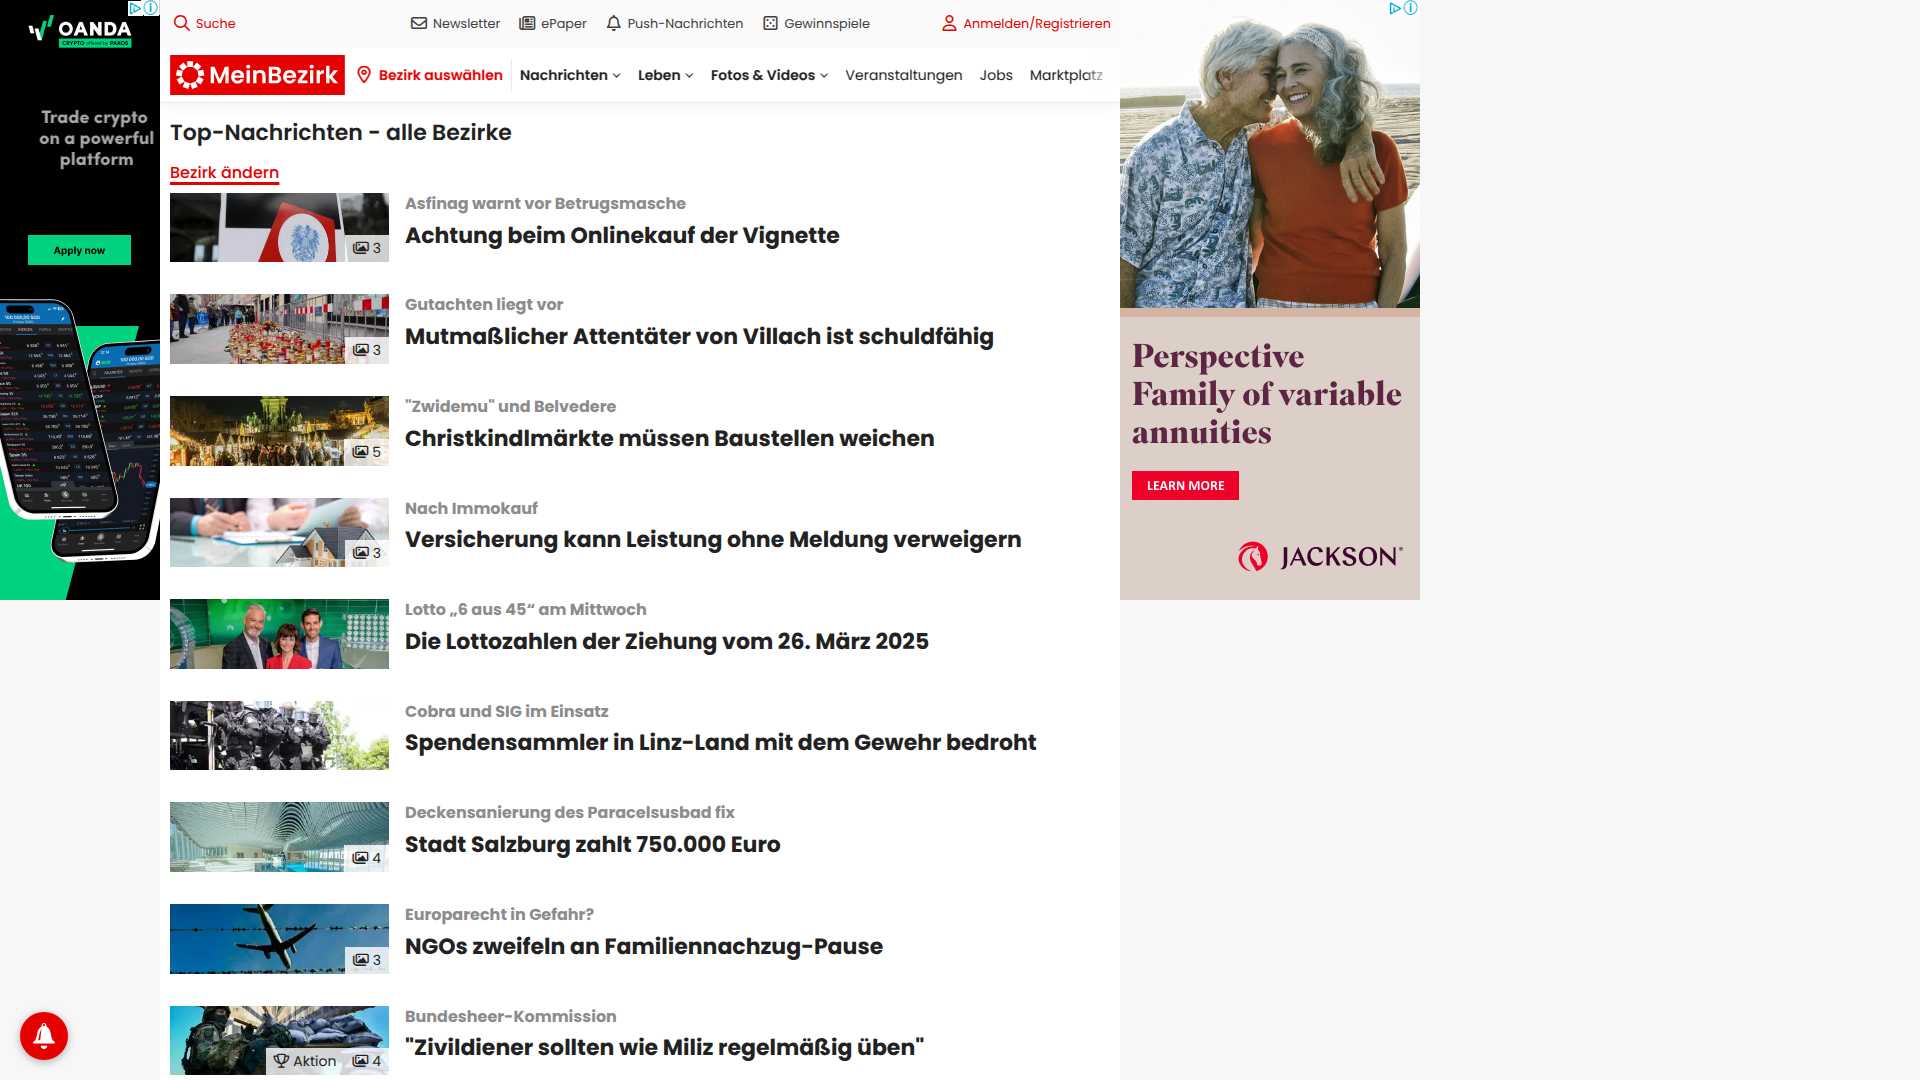 OANDA
CRYPTO offered by PAXOS
Trade crypto
on a powerful
platform
Apply now
Suche
Newsletter
ePaper
Push-Nachrichten
Gewinnspiele
Anmelden/Registrieren
MeinBezirk
Bezirk auswählen
Nachrichten
Leben
Fotos & Videos
Veranstaltungen
Jobs
Marktplatz
Top-Nachrichten - alle Bezirke
Bezirk ändern
3
Asfinag warnt vor Betrugsmasche
Achtung beim Onlinekauf der Vignette
3
Gutachten liegt vor
Mutmaßlicher Attentäter von Villach ist schuldfähig
5
"Zwidemu" und Belvedere
Christkindlmärkte müssen Baustellen weichen
3
Nach Immokauf
Versicherung kann Leistung ohne Meldung verweigern
Lotto „6 aus 45“ am Mittwoch
Die Lottozahlen der Ziehung vom 26. März 2025
Cobra und SIG im Einsatz
Spendensammler in Linz-Land mit dem Gewehr bedroht
4
Deckensanierung des Paracelsusbad fix
Stadt Salzburg zahlt 750.000 Euro
3
Europarecht in Gefahr?
NGOs zweifeln an Familiennachzug-Pause
Aktion
4
Bundesheer-Kommission
"Zivildiener sollten wie Miliz regelmäßig üben"
Perspective
Family of variable
annuities
LEARN MORE
JACKSON®